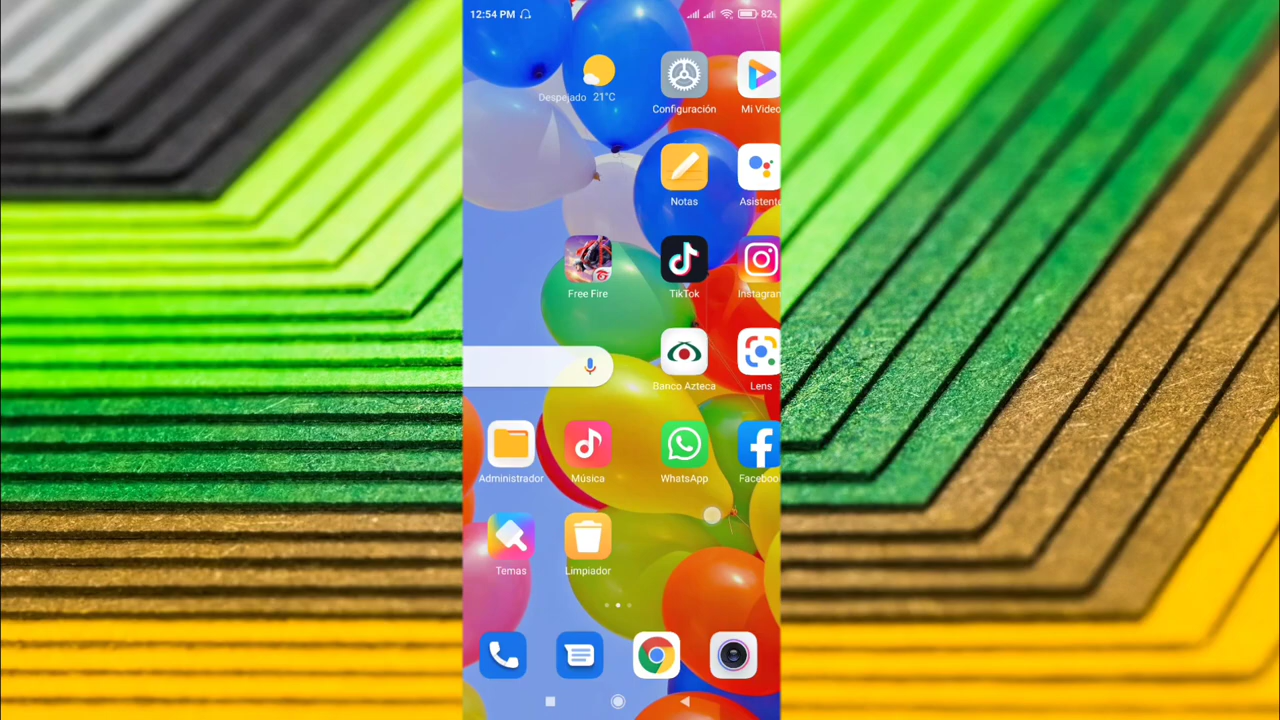 12:54 PM
82%
Despejado 21°C
Configuración
Mi Video
Notas
Asistente
Free Fire
TikTok
Instagram
Banco Azteca
Lens
Administrador
Música
WhatsApp
Faceboo
Temas
Limpiador